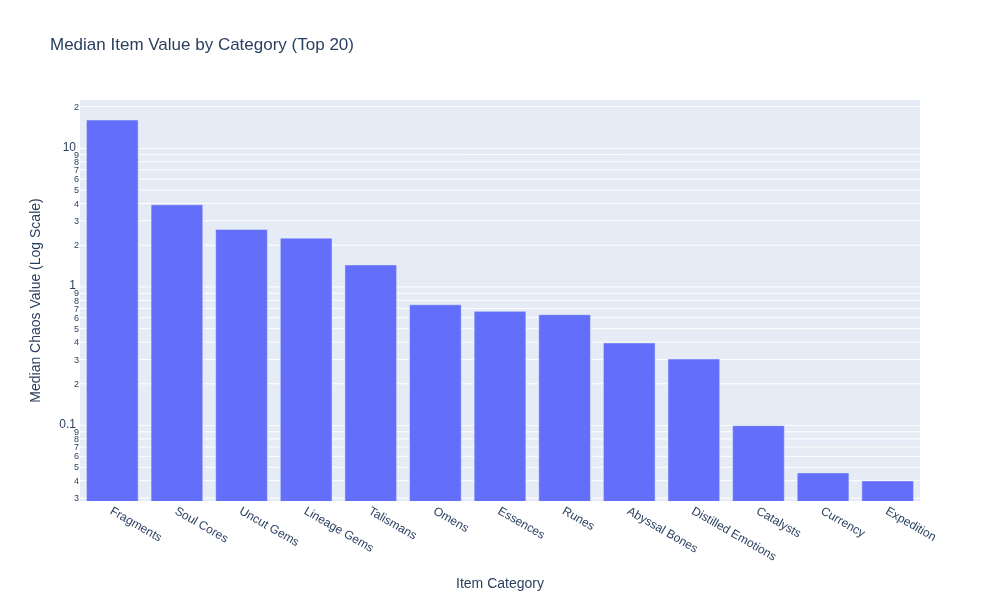 Median Item Value by Category (Top 20)
Median Chaos Value (Log Scale)
2
10
9
8
7
6
5
4
3
2
1
9
8
7
6
5
4
3
2
0.1
9
8
7
6
5
4
3
Fragments
Soul Cores
Uncut Gems
Lineage Gems
Talismans
Omens
Essences
Runes
Abyssal Bones
Distilled Emotions
Catalysts
Currency
Expedition
Item Category